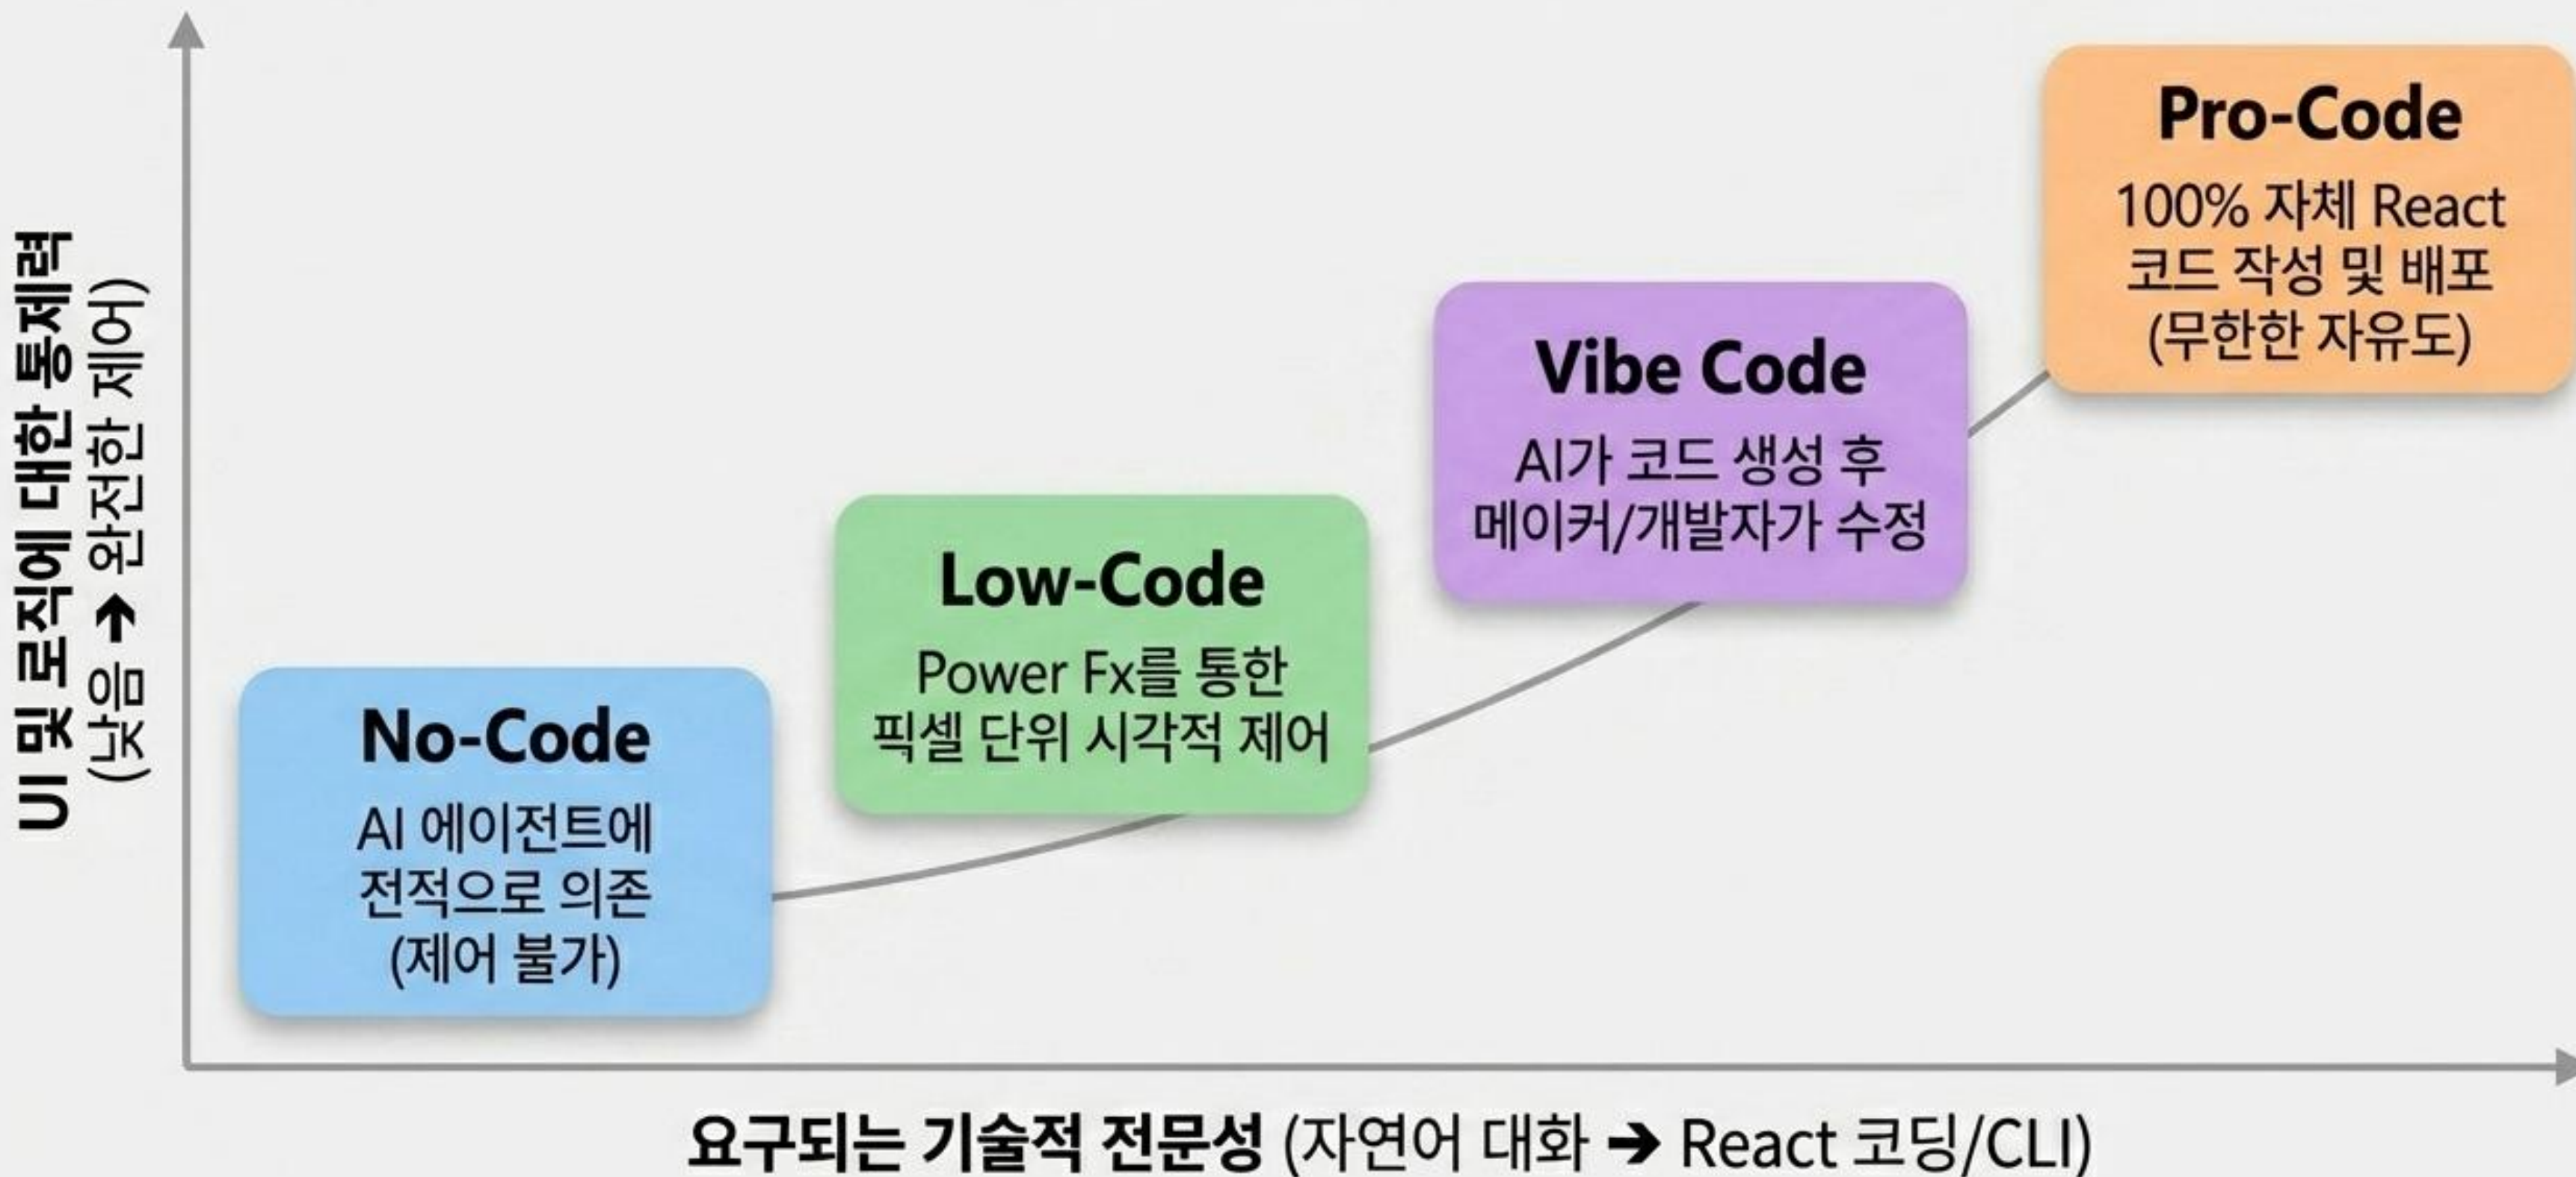 UI 및 로직에 대한 통제력
(낮음 ➔ 완전한 제어)
No-Code
AI 에이전트에
전적으로 의존
(제어 불가)
Low-Code
Power Fx를 통한
픽셀 단위 시각적 제어
Vibe Code
AI가 코드 생성 후
메이커/개발자가 수정
Pro-Code
100% 자체 React
코드 작성 및 배포
(무한한 자유도)
요구되는 기술적 전문성 (자연어 대화 ➔ React 코딩/CLI)